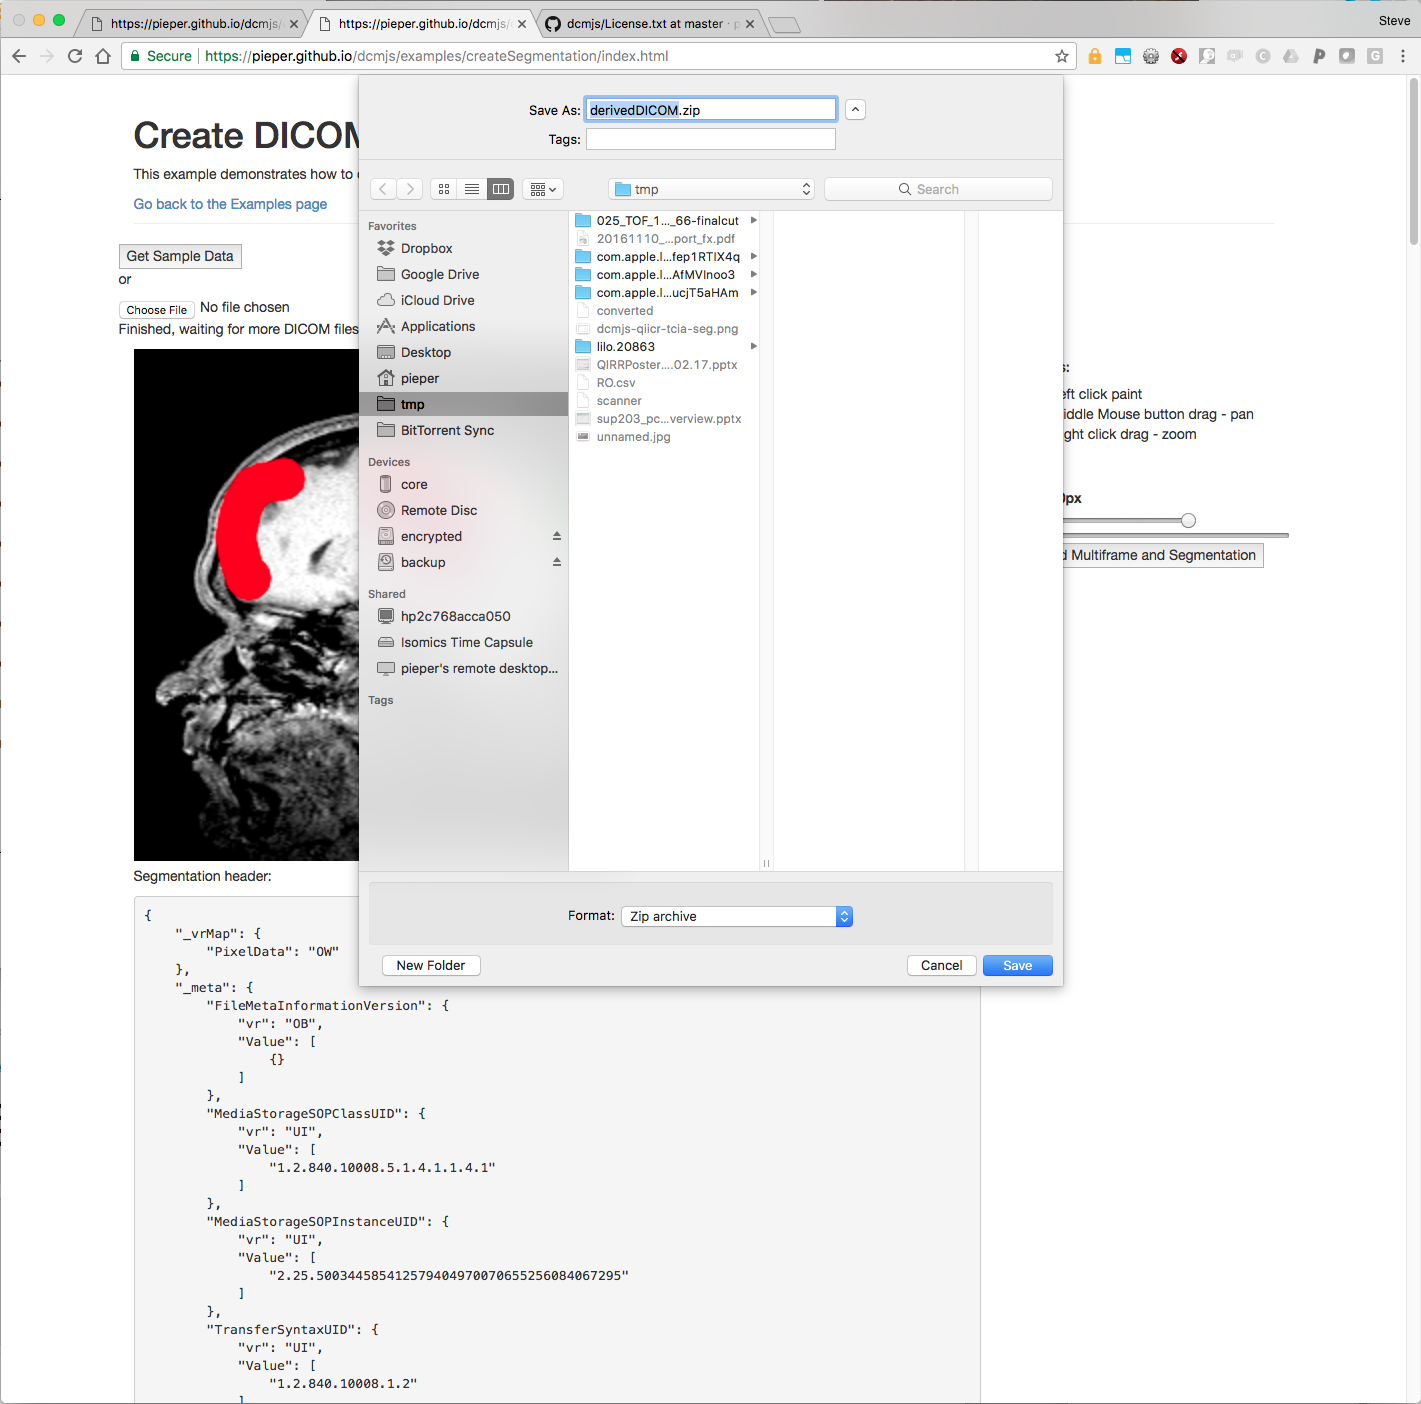 https://pieper.github.io/dcmjs/
https://pieper.github.io/dcmjs/
dcmjs/License.txt at master · p
Steve
Secure
https://pieper.github.io/dcmjs/examples/createSegmentation/index.html
Create DICOM
This example demonstrates how to
Go back to the Examples page
Get Sample Data
or
Choose File No file chosen
Finished, waiting for more DICOM files
Save As: derivedDICOM.zip
Tags:
tmp
Search
Favorites
Dropbox
Google Drive
iCloud Drive
Applications
Desktop
pieper
tmp
BitTorrent Sync
Devices
core
Remote Disc
encrypted
backup
Shared
hp2c768acca050
Isomics Time Capsule
pieper's remote desktop...
Tags
025_TOF_1..._66-finalcut
20161110_...port_fx.pdf
com.apple.l...fep1RTIX4q
com.apple.l...AfMVInoo3
com.apple.l...ucjT5aHAm
converted
dcmjs-qiicr-tcia-seg.png
lilo.20863
QIRRPoster....02.17.pptx
RO.csv
scanner
sup203_pc...verview.pptx
unnamed.jpg
Format: Zip archive
New Folder
Cancel
Save
s:
eft click paint
iddle Mouse button drag - pan
ght click drag - zoom
0px
d Multiframe and Segmentation
Segmentation header:
{
"_vrMap": {
"PixelData": "OW"
},
"_meta": {
"FileMetaInformationVersion": {
"vr": "OB",
"Value": [
{}
]
},
"MediaStorageSOPClassUID": {
"vr": "UI",
"Value": [
"1.2.840.10008.5.1.4.1.1.4.1"
]
},
"MediaStorageSOPInstanceUID": {
"vr": "UI",
"Value": [
"2.25.500344585412579404970070655256084067295"
]
},
"TransferSyntaxUID": {
"vr": "UI",
"Value": [
"1.2.840.10008.1.2"
]